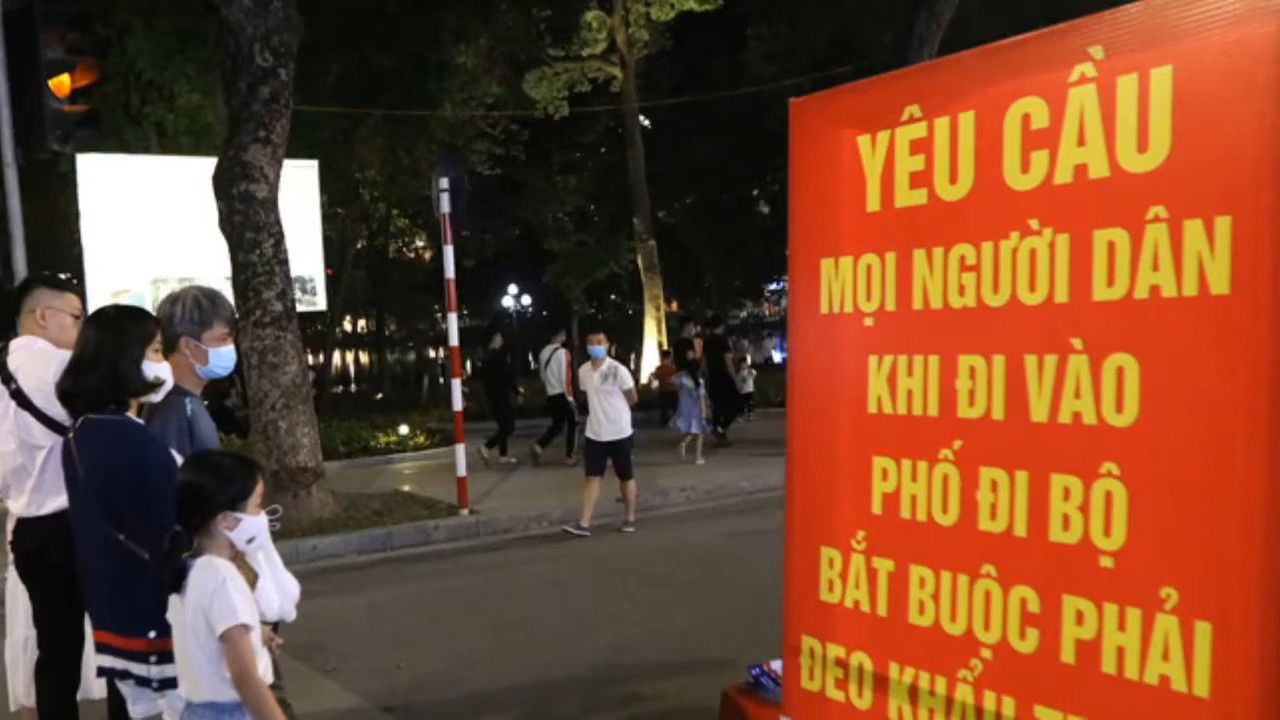 YÊU CẦU
MỌI NGƯỜI DÂN
KHI ĐI VÀO
PHỐ ĐI BỘ
BẮT BUỘC PHẢI
ĐEO KHẨU